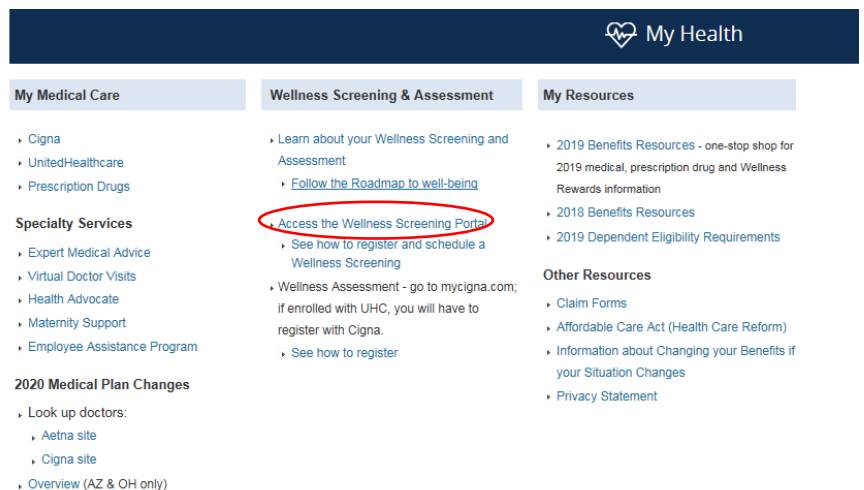 My Health
My Medical Care
Cigna
UnitedHealthcare
Prescription Drugs
Specialty Services
Expert Medical Advice
Virtual Doctor Visits
Health Advocate
Maternity Support
Employee Assistance Program
2020 Medical Plan Changes
Look up doctors:
Aetna site
Cigna site
Overview (AZ & OH only)
Wellness Screening & Assessment
Learn about your Wellness Screening and
Assessment
Follow the Roadmap to well-being
Access the Wellness Screening Portal
See how to register and schedule a
Wellness Screening
Wellness Assessment - go to mycigna.com;
if enrolled with UHC, you will have to
register with Cigna.
See how to register
My Resources
2019 Benefits Resources - one-stop shop for
2019 medical, prescription drug and Wellness
Rewards information
2018 Benefits Resources
2019 Dependent Eligibility Requirements
Other Resources
Claim Forms
Affordable Care Act (Health Care Reform)
Information about Changing your Benefits if
your Situation Changes
Privacy Statement